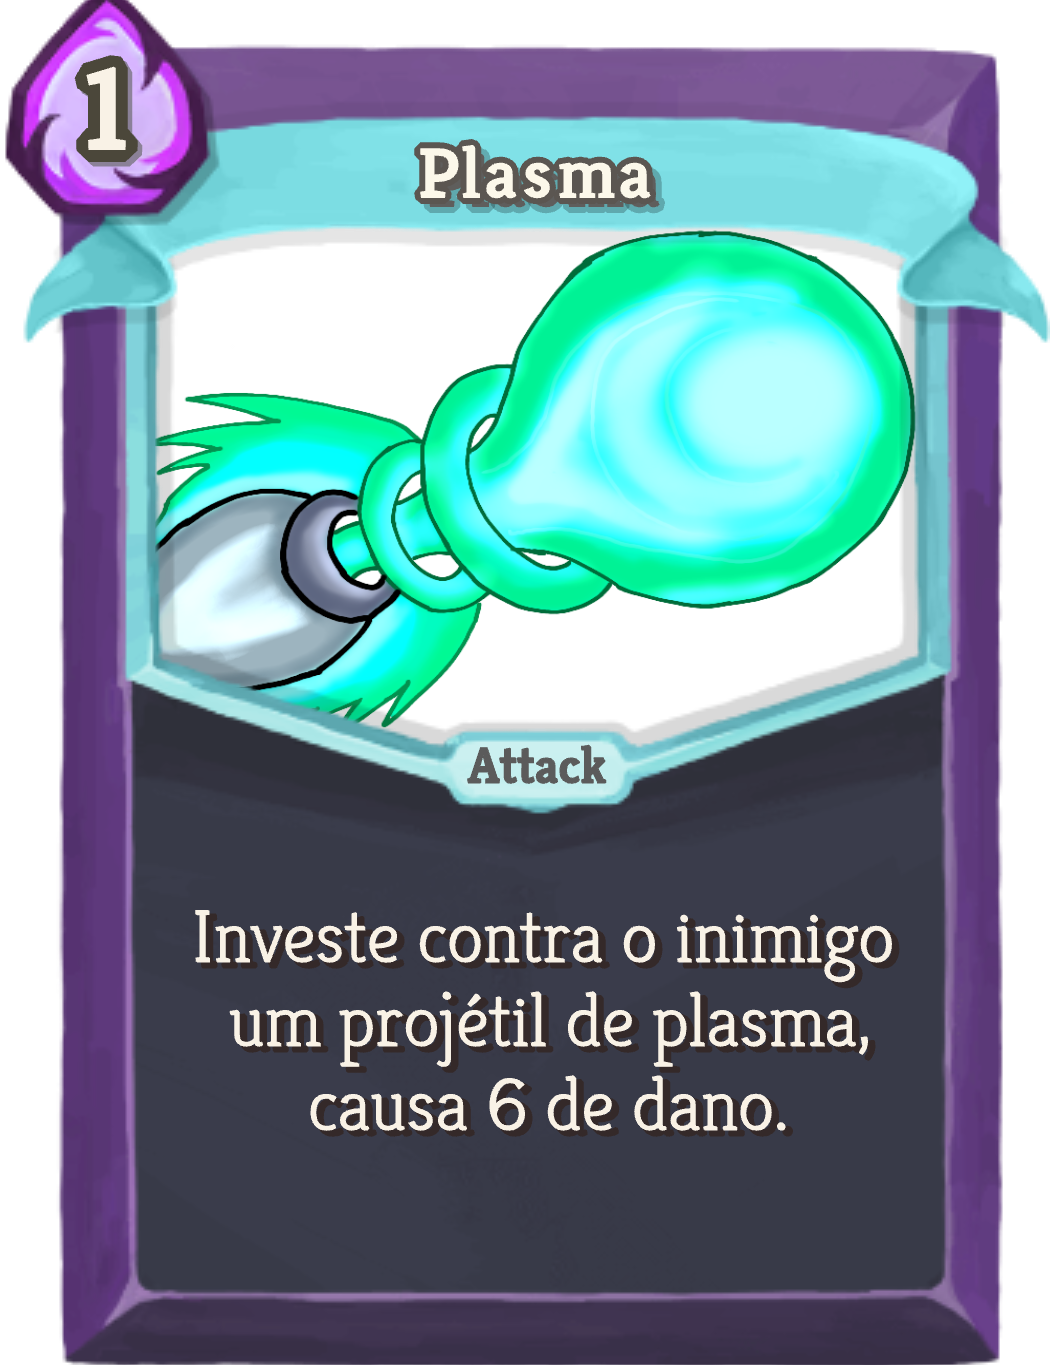 1
Plasma
Attack
Investe contra o inimigo
um projétil de plasma,
causa 6 de dano.